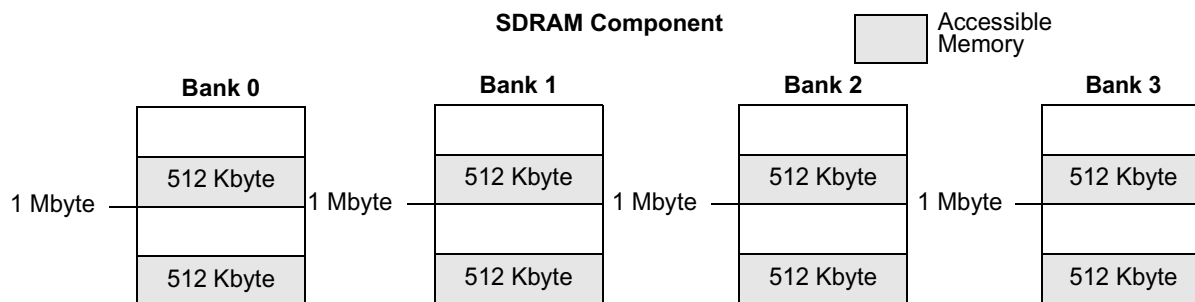 SDRAM Component
Accessible
Memory
Bank 0
Bank 1
Bank 2
Bank 3
512 Kbyte
512 Kbyte
512 Kbyte
512 Kbyte
1 Mbyte
1 Mbyte
1 Mbyte
1 Mbyte
512 Kbyte
512 Kbyte
512 Kbyte
512 Kbyte